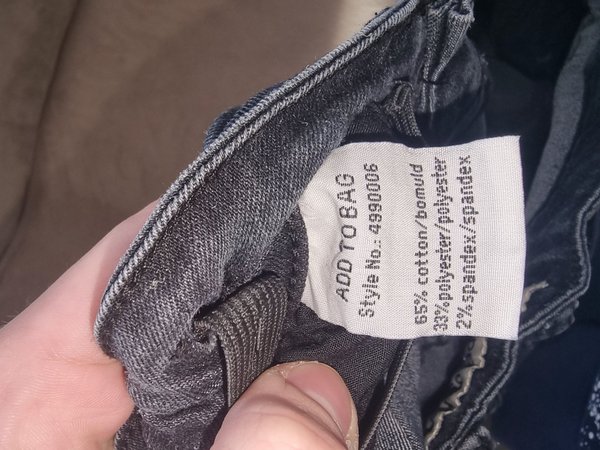 ADD TO BAG
Style No.: 4990006
65% cotton/bomuld
33%polyester/polyester
2%spandex/spandex